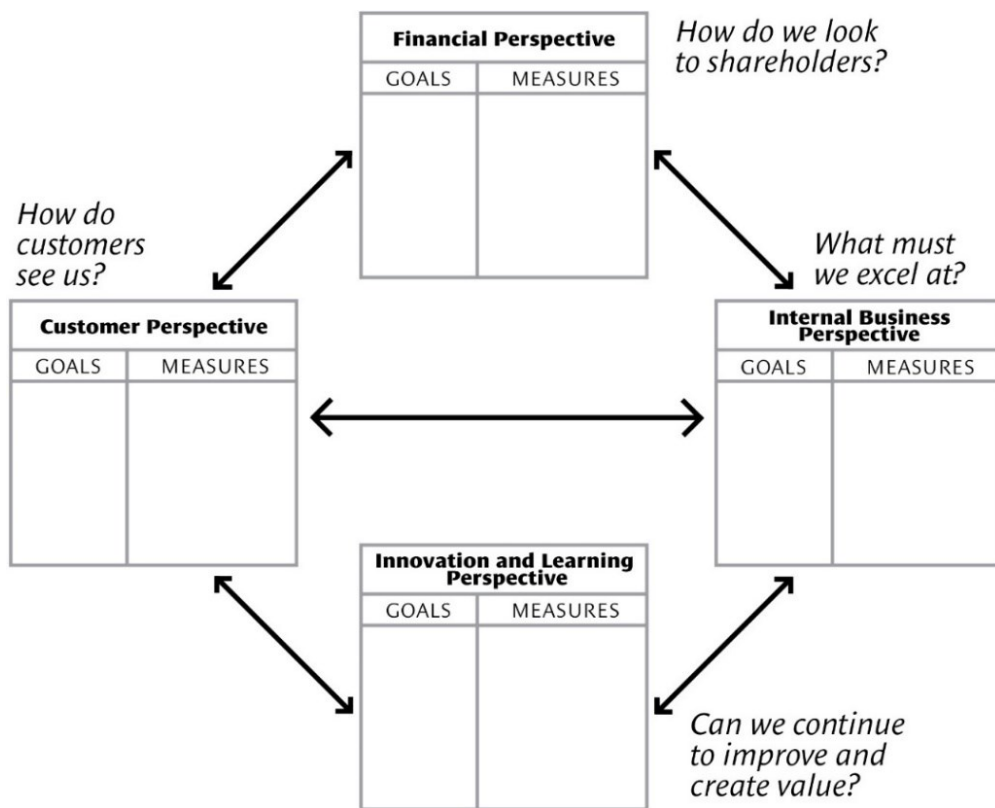 Financial Perspective
GOALS MEASURES
How do we look
to shareholders?
How do
customers
see us?
Customer Perspective
GOALS MEASURES
What must
we excel at?
Internal Business
Perspective
GOALS MEASURES
Innovation and Learning
Perspective
GOALS MEASURES
Can we continue
to improve and
create value?